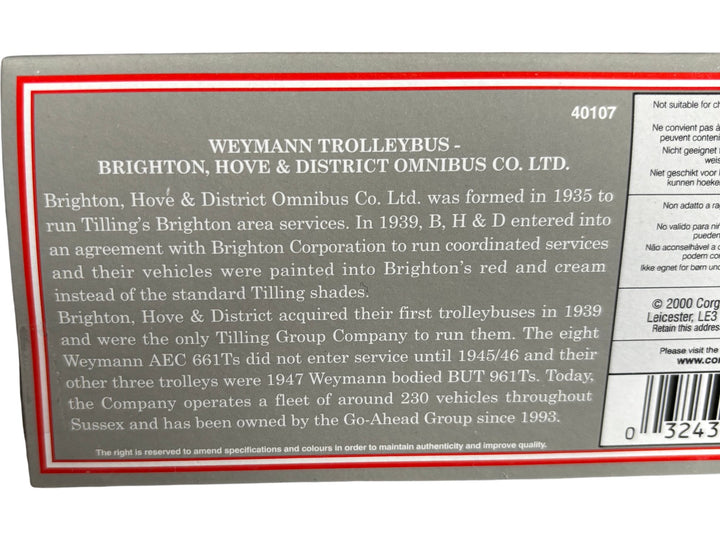 40107
WEYMANN TROLLEYBUS -
BRIGHTON, HOVE & DISTRICT OMNIBUS CO. LTD.
Brighton, Hove & District Omnibus Co. Ltd. was formed in 1935 to
run Tilling's Brighton area services. In 1939, B, H & D entered into
an agreement with Brighton Corporation to run coordinated services
and their vehicles were painted into Brighton's red and cream
instead of the standard Tilling shades.
Brighton, Hove & District acquired their first trolleybuses in 1939
and were the only Tilling Group Company to run them. The eight
Weymann AEC 661Ts did not enter service until 1945/46 and their
other three trolleys were 1947 Weymann bodied BUT 961Ts. Today,
the Company operates a fleet of around 230 vehicles throughout
Sussex and has been owned by the Go-Ahead Group since 1993.
The right is reserved to amend specifications and colours in order to maintain authenticity and improve quality.
Not suitable for
Ne convient pas à
peuvent
Nicht geeignet
Niet geschikt voor
kunnen
Non adatto a
No valido para
Não aconselhável a
podem
Ikke egnet for børn
© 2000
Leicester, LE3
Retain this address
Please visit the
www.
0 3243